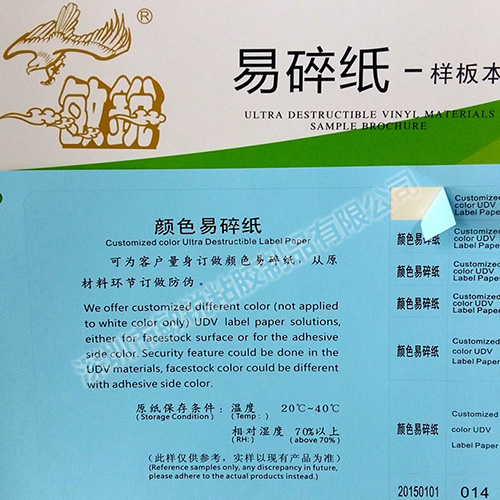 易碎纸-样板本
ULTRA DESTRUCTIBLE VINYL MATERIALS
SAMPLE BROCHURE
®
颜色易碎纸
Customized color Ultra Destructible Label Paper
可为客户量身订做颜色易碎纸，从原
材料环节订做防伪。
We offer customized different color (not applied
to white color only) UDV label paper solutions,
either on facestock surface or for the adhesive
side color. Security feature could be done in the
UDV materials, facestock color could be different
with adhesive side color.
原纸保存条件：温度 20℃~40℃
(Storage Condition) (Temp:)
相对湿度 70%以上
(RH:) (above 70%)
(此样仅供参考，实样以现有产品为准)
(Reference samples only, any discrepancy in future,
please adhere to the actual products instead.)
Customized
color UDV
Label Paper
颜色易碎纸
Customized
color UDV
Label Paper
颜色易碎纸
Customized
color UDV
Label Paper
颜色易碎纸
Customized
color UDV
Label Paper
颜色易碎纸
Customized
color UDV
Label Paper
颜色易碎纸
Customized
color UDV
Label Paper
20150101 014